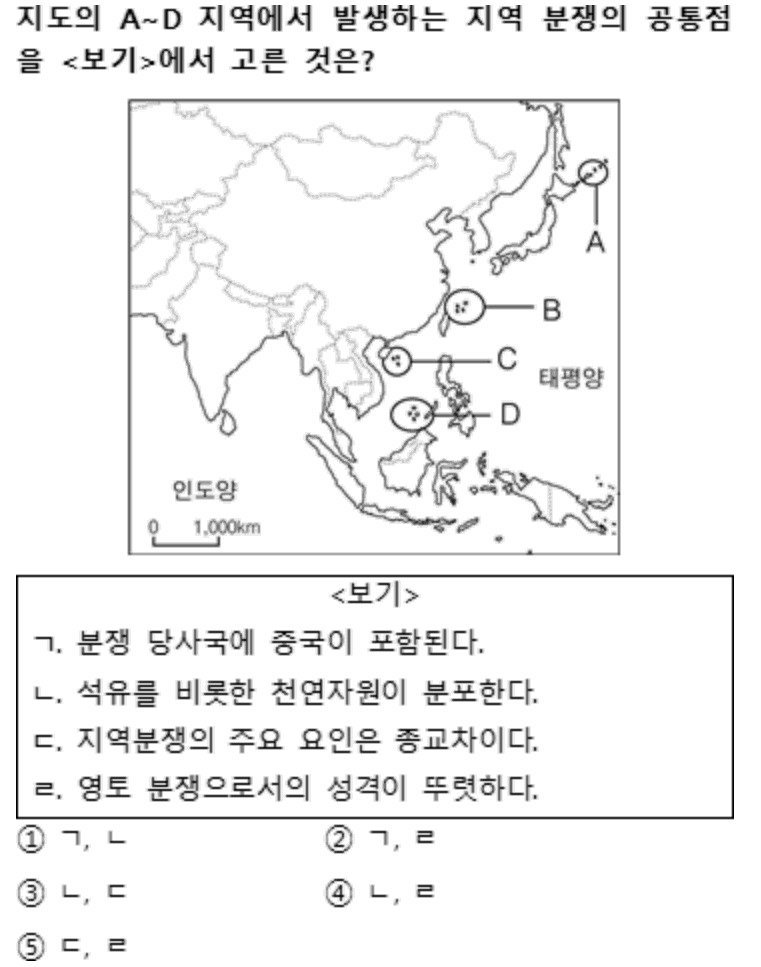 지도의 A~D 지역에서 발생하는 지역 분쟁의 공통점
을 <보기>에서 고른 것은?
A
B
C
태평양
D
인도양
0 1,000km
<보기>
ㄱ. 분쟁 당사국에 중국이 포함된다.
ㄴ. 석유를 비롯한 천연자원이 분포한다.
ㄷ. 지역분쟁의 주요 요인은 종교차이다.
ㄹ. 영토 분쟁으로서의 성격이 뚜렷하다.
① ㄱ, ㄴ ② ㄱ, ㄹ
③ ㄴ, ㄷ ④ ㄴ, ㄹ
⑤ ㄷ, ㄹ